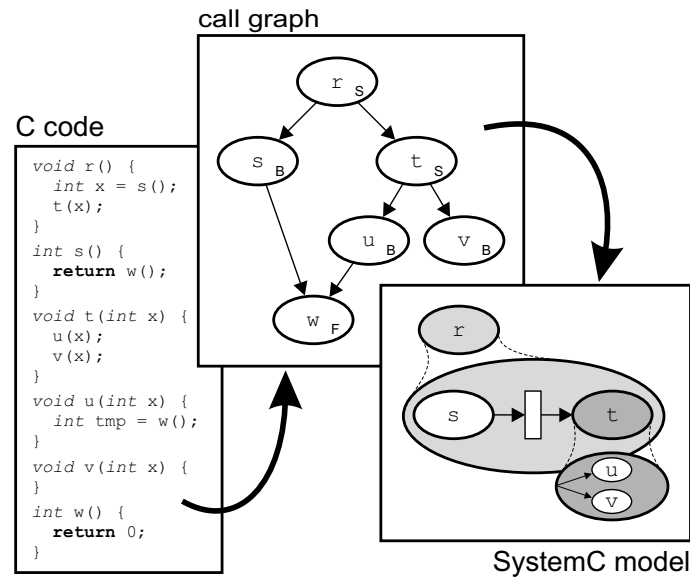 call graph
r S
s B
t S
u B
v B
w F
C code
void r() {
int x = s();
t(x);
}
int s() {
return w();
}
void t(int x) {
u(x);
v(x);
}
void u(int x) {
int tmp = w();
}
void v(int x) {
}
int w() {
return 0;
}
r
s
t
u
v
SystemC model